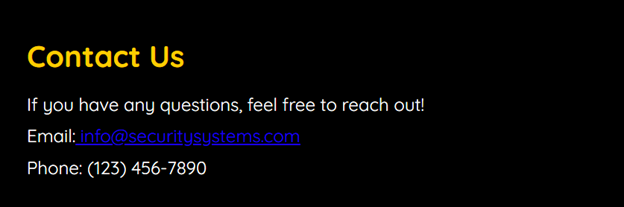 Contact Us
If you have any questions, feel free to reach out!
Email: info@securitysystems.com
Phone: (123) 456-7890